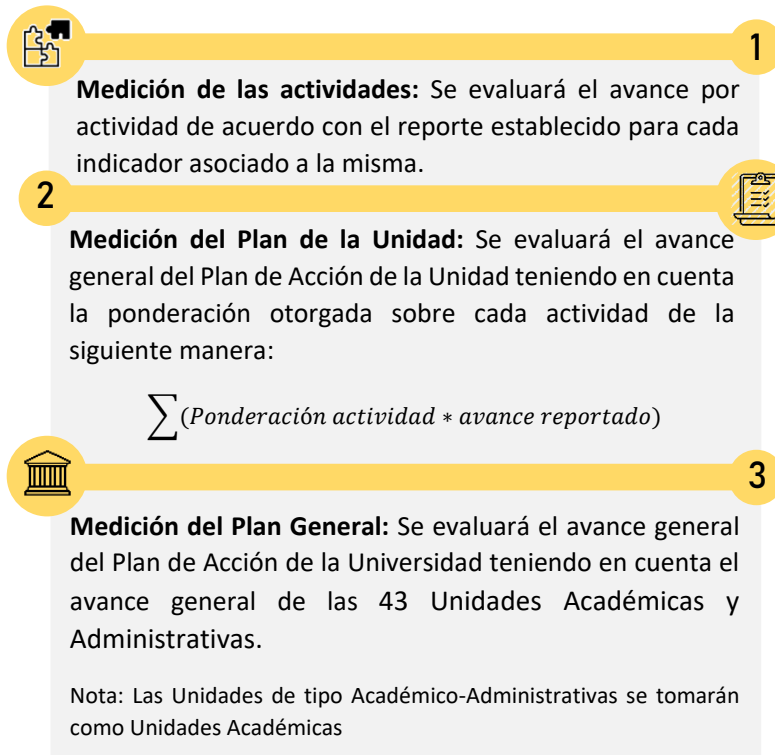 1
Medición de las actividades: Se evaluará el avance por
actividad de acuerdo con el reporte establecido para cada
indicador asociado a la misma.
2
Medición del Plan de la Unidad: Se evaluará el avance
general del Plan de Acción de la Unidad teniendo en cuenta
la ponderación otorgada sobre cada actividad de la
siguiente manera:
∑(Ponderación actividad * avance reportado)
3
Medición del Plan General: Se evaluará el avance general
del Plan de Acción de la Universidad teniendo en cuenta el
avance general de las 43 Unidades Académicas y
Administrativas.
Nota: Las Unidades de tipo Académico-Administrativas se tomarán
como Unidades Académicas